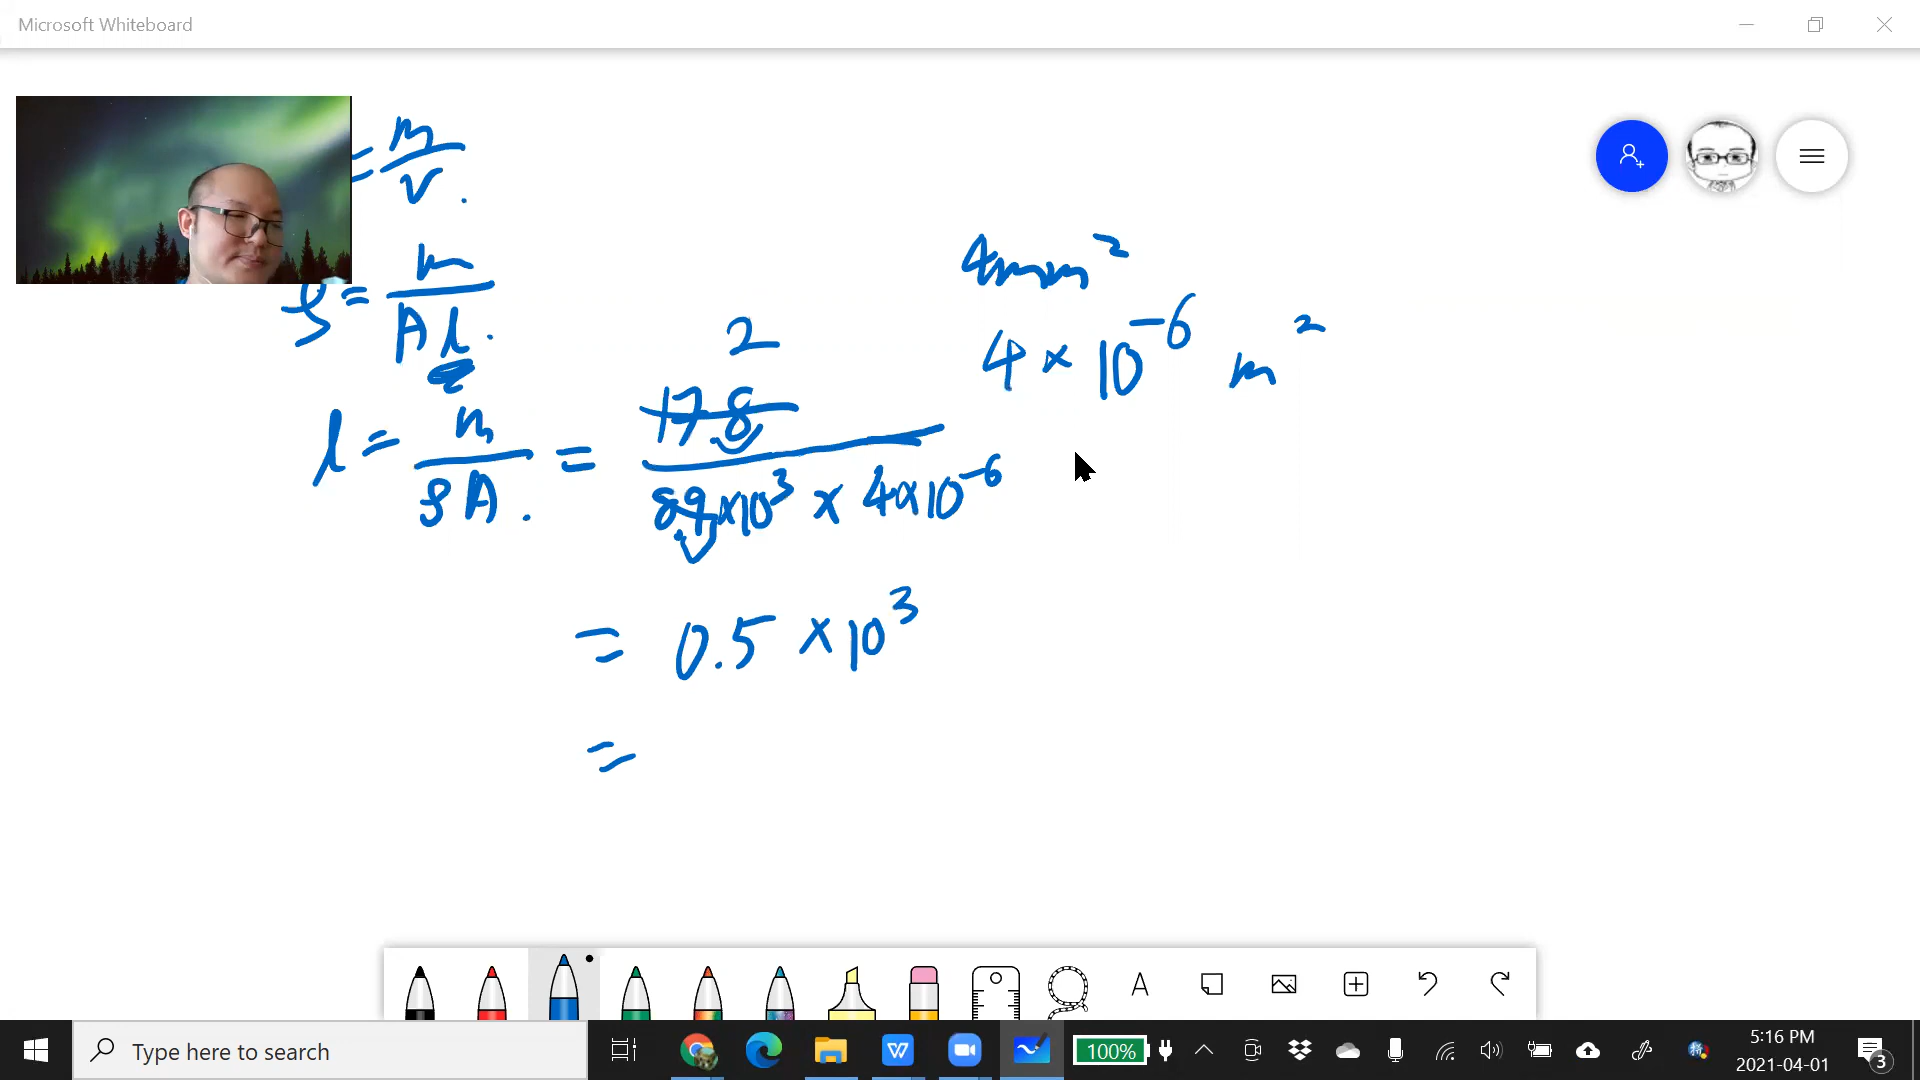 Microsoft Whiteboard
= m/V.
ρ = m/Al.
4mm²
4 × 10⁻⁶ m²
2
l = m/ρA. = 17.8/(8.9×10³ × 4×10⁻⁶)
= 0.5 × 10³
=
A
Type here to search
100%
5:16 PM
2021-04-01
3